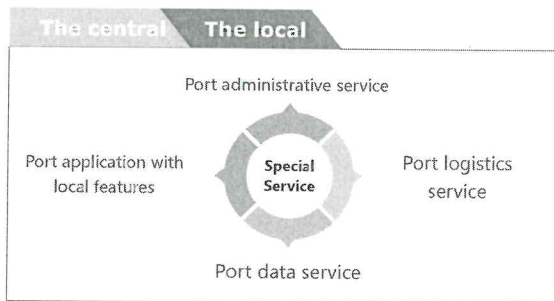 The central The local
Port administrative service
Port application with
local features
Special
Service
Port logistics
service
Port data service